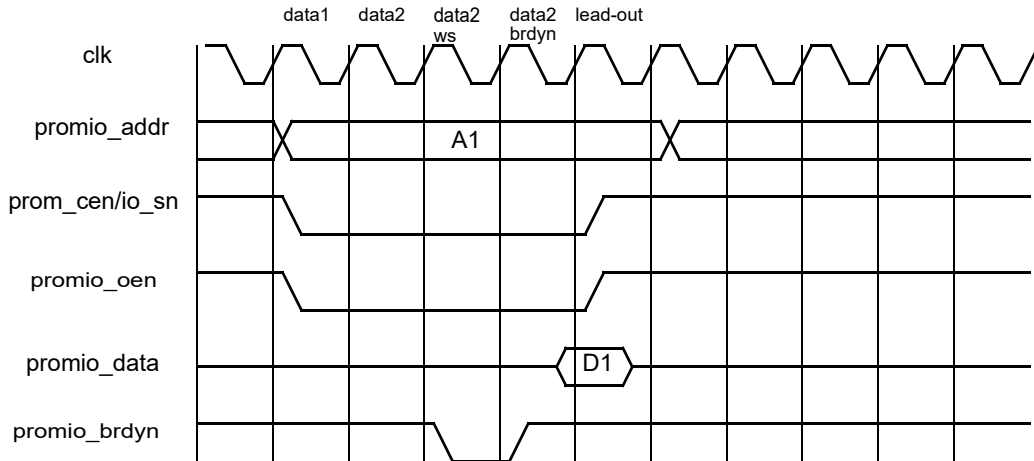 data1 data2 data2 data2 lead-out
ws brdyn
clk
promio_addr
A1
prom_cen/io_sn
promio_oen
promio_data
D1
promio_brdyn